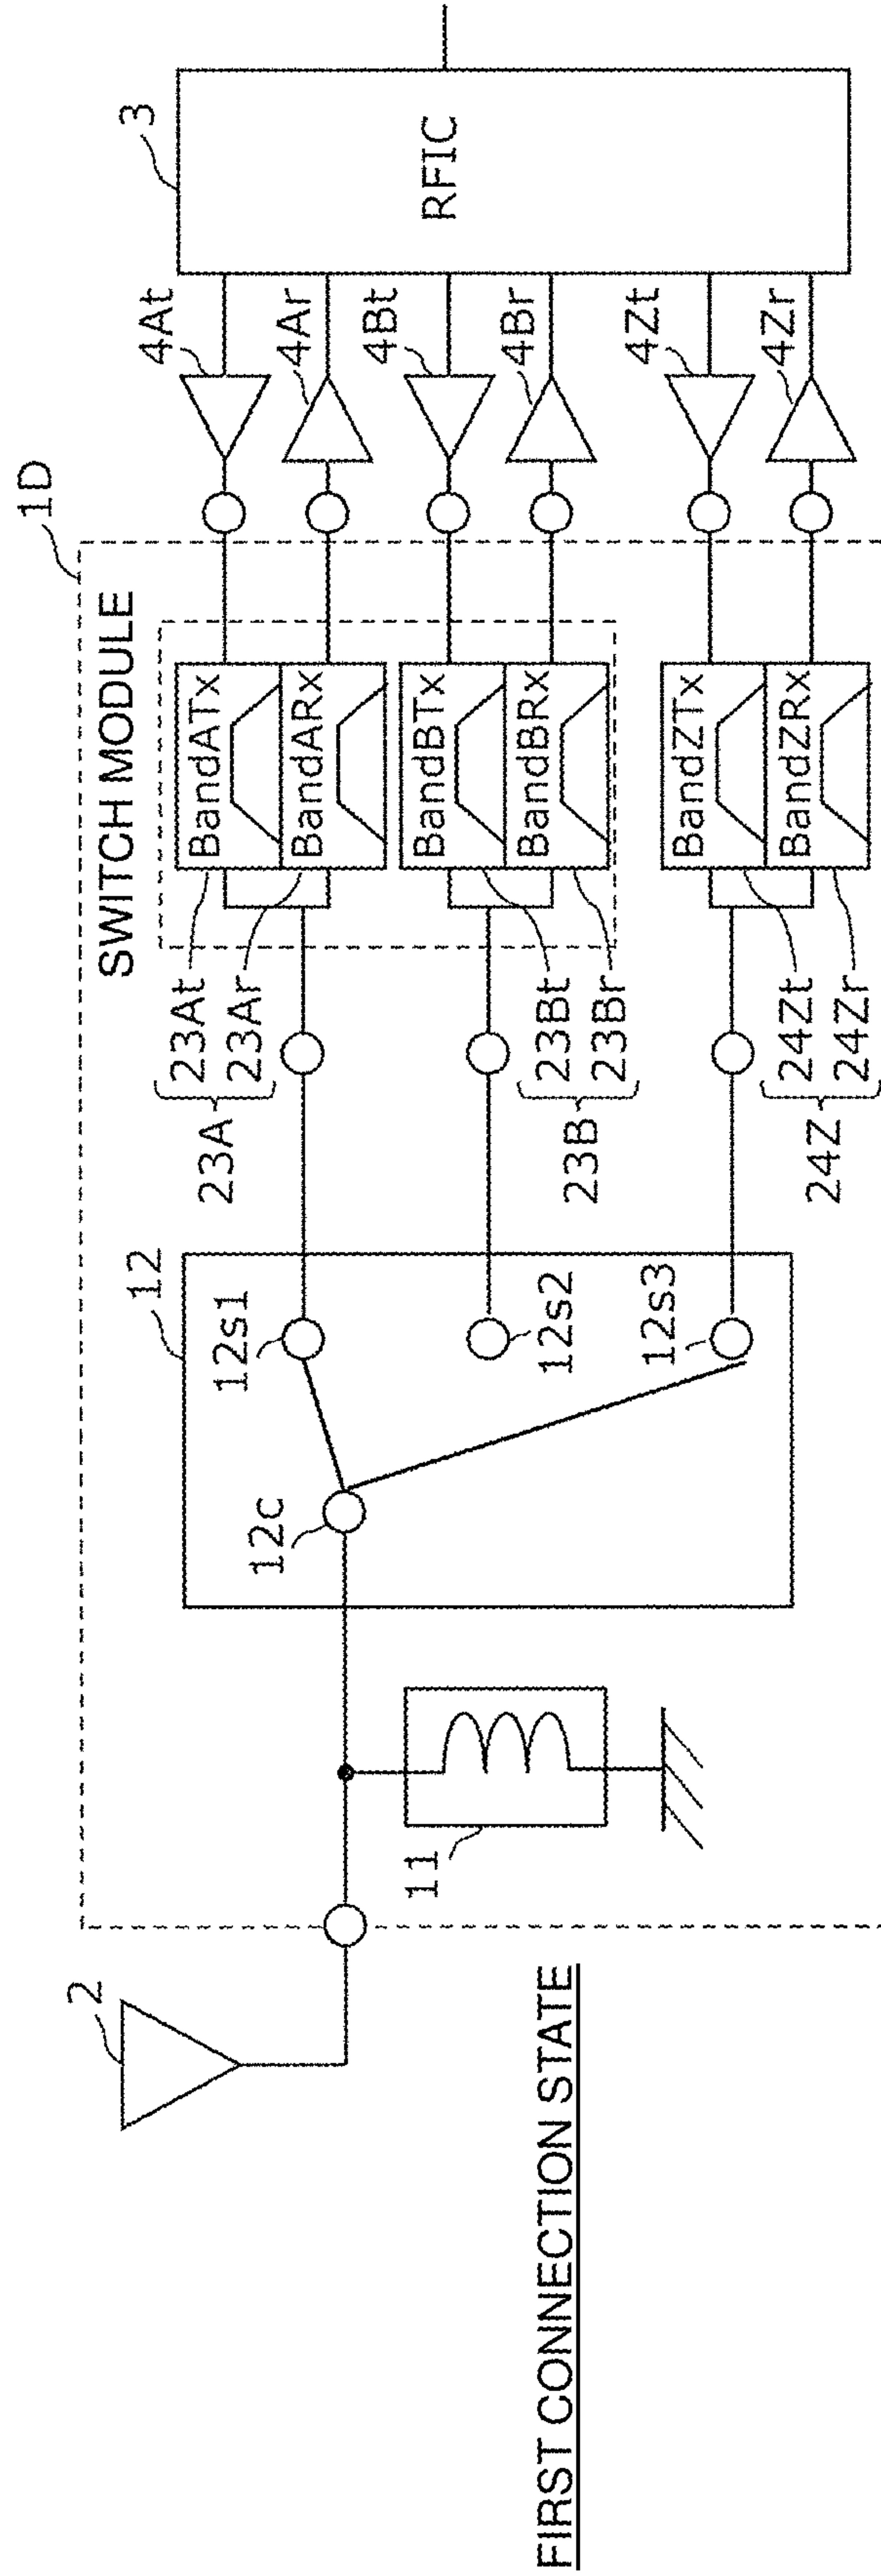 FIRST CONNECTION STATE
2
1D
SWITCH MODULE
11
12
12c
12s1
12s2
12s3
23A
23At
23Ar
23B
23Bt
23Br
24Z
24Zt
24Zr
BandATx
BandARx
BandBTx
BandBRx
BandZTx
BandZRx
4At
4Ar
4Bt
4Br
4Zt
4Zr
3
RFIC